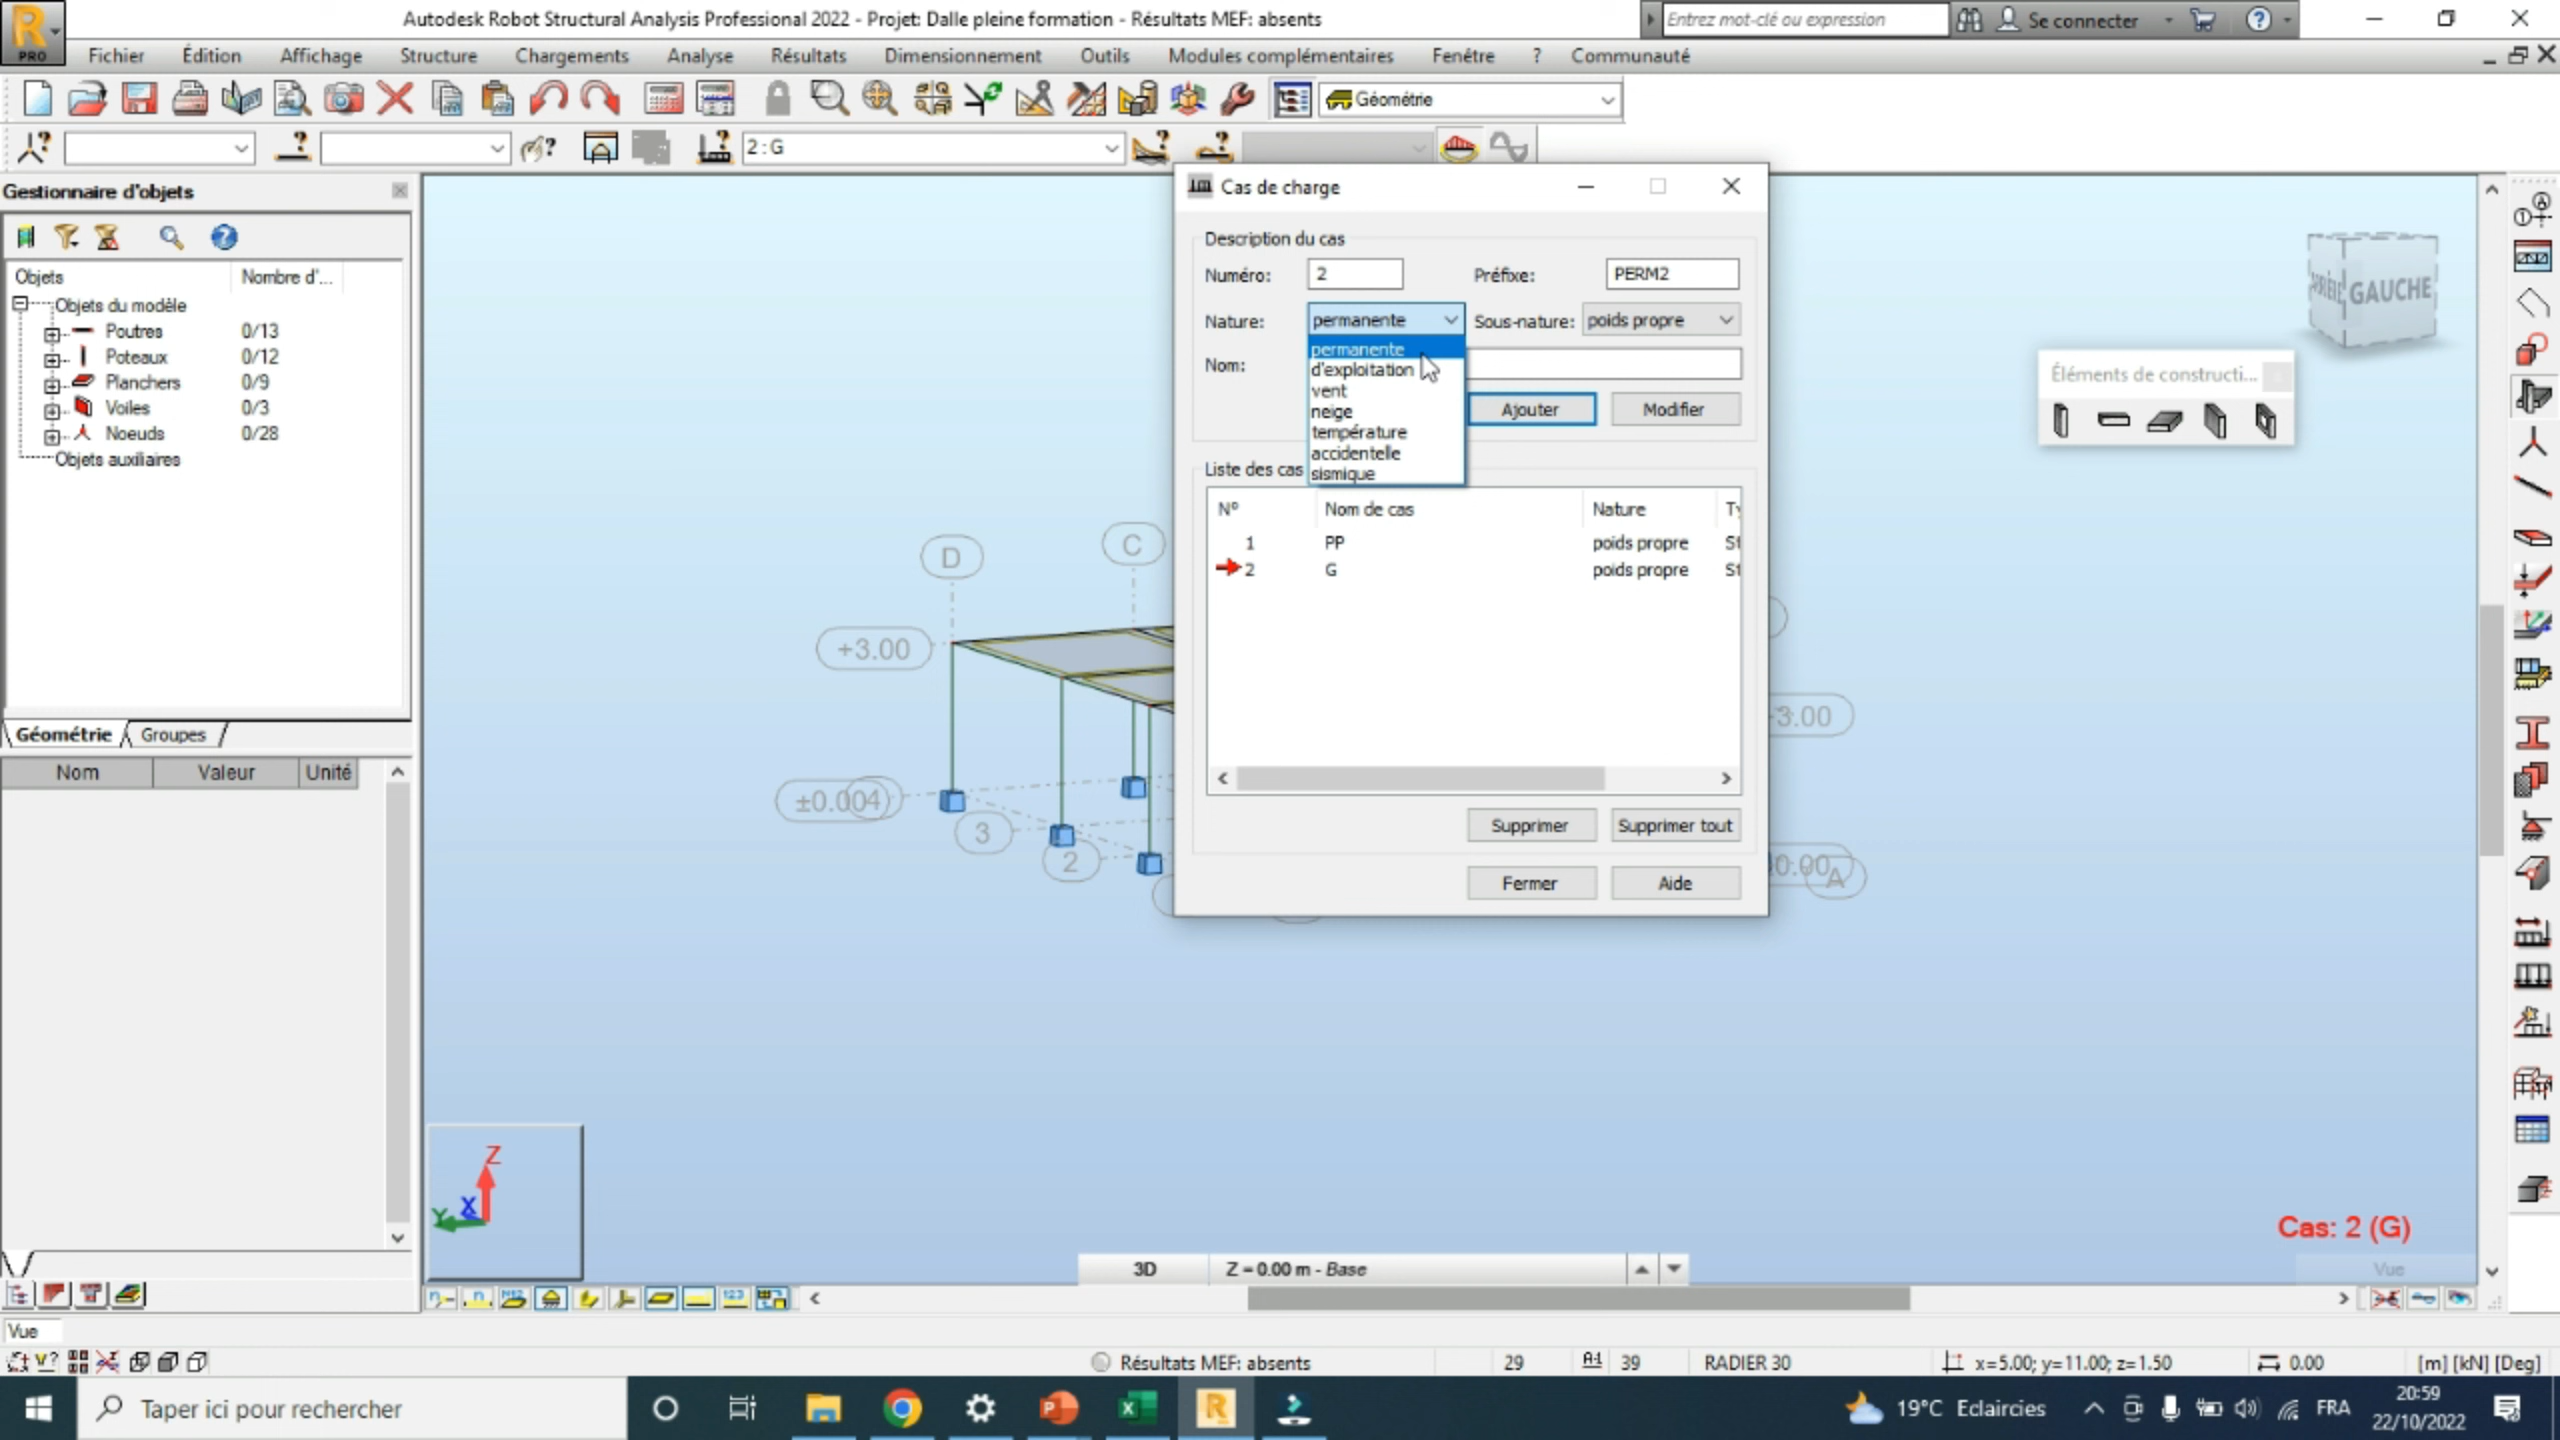 Autodesk Robot Structural Analysis Professional 2022 - Projet: Dalle pleine formation - Résultats MEF: absents
Entrez mot-clé ou expression
Se connecter
PRO
Fichier Édition Affichage Structure Chargements Analyse Résultats Dimensionnement Outils Modules complémentaires Fenêtre ? Communauté
Géométrie
2 : G
Gestionnaire d'objets
Objets Nombre d'...
Objets du modèle
Poutres 0/13
Poteaux 0/12
Planchers 0/9
Voiles 0/3
Noeuds 0/28
Objets auxiliaires
Géométrie Groupes
Nom Valeur Unité
Cas de charge
Description du cas
Numéro: 2 Préfixe: PERM2
Nature: permanente Sous-nature: poids propre
permanente
Nom:
d'exploitation
vent
neige
température
accidentelle
sismique
Ajouter Modifier
Liste des cas
N° Nom de cas Nature Ty
1 PP poids propre St
2 G poids propre St
Supprimer Supprimer tout
Fermer Aide
GAUCHE
Éléments de constructi...
D C
+3.00
3.00
±0.00 4
3
2
0.00 A
Z
X
Y
Cas: 2 (G)
3D Z = 0.00 m - Base
Vue
Vue
Résultats MEF: absents 29 39 RADIER 30 x=5.00; y=11.00; z=1.50 0.00 [m] [kN] [Deg]
Taper ici pour rechercher
19°C Eclaircies
FRA
20:59
22/10/2022